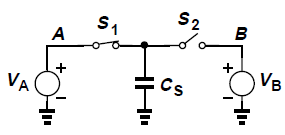 A S1 S2 B
+ +
VA CS VB
− −